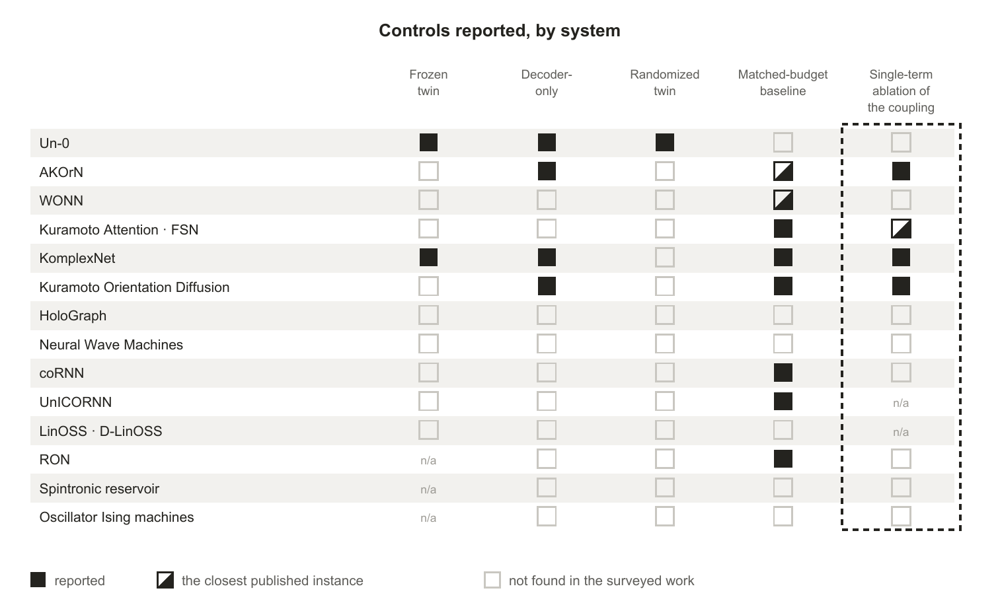 Controls reported, by system
Frozen
twin
Decoder-
only
Randomized
twin
Matched-budget
baseline
Single-term
ablation of
the coupling
Un-0
AKOrN
WONN
Kuramoto Attention · FSN
KomplexNet
Kuramoto Orientation Diffusion
HoloGraph
Neural Wave Machines
coRNN
UnICORNN
n/a
LinOSS · D-LinOSS
n/a
RON
n/a
Spintronic reservoir
n/a
Oscillator Ising machines
n/a
reported
the closest published instance
not found in the surveyed work